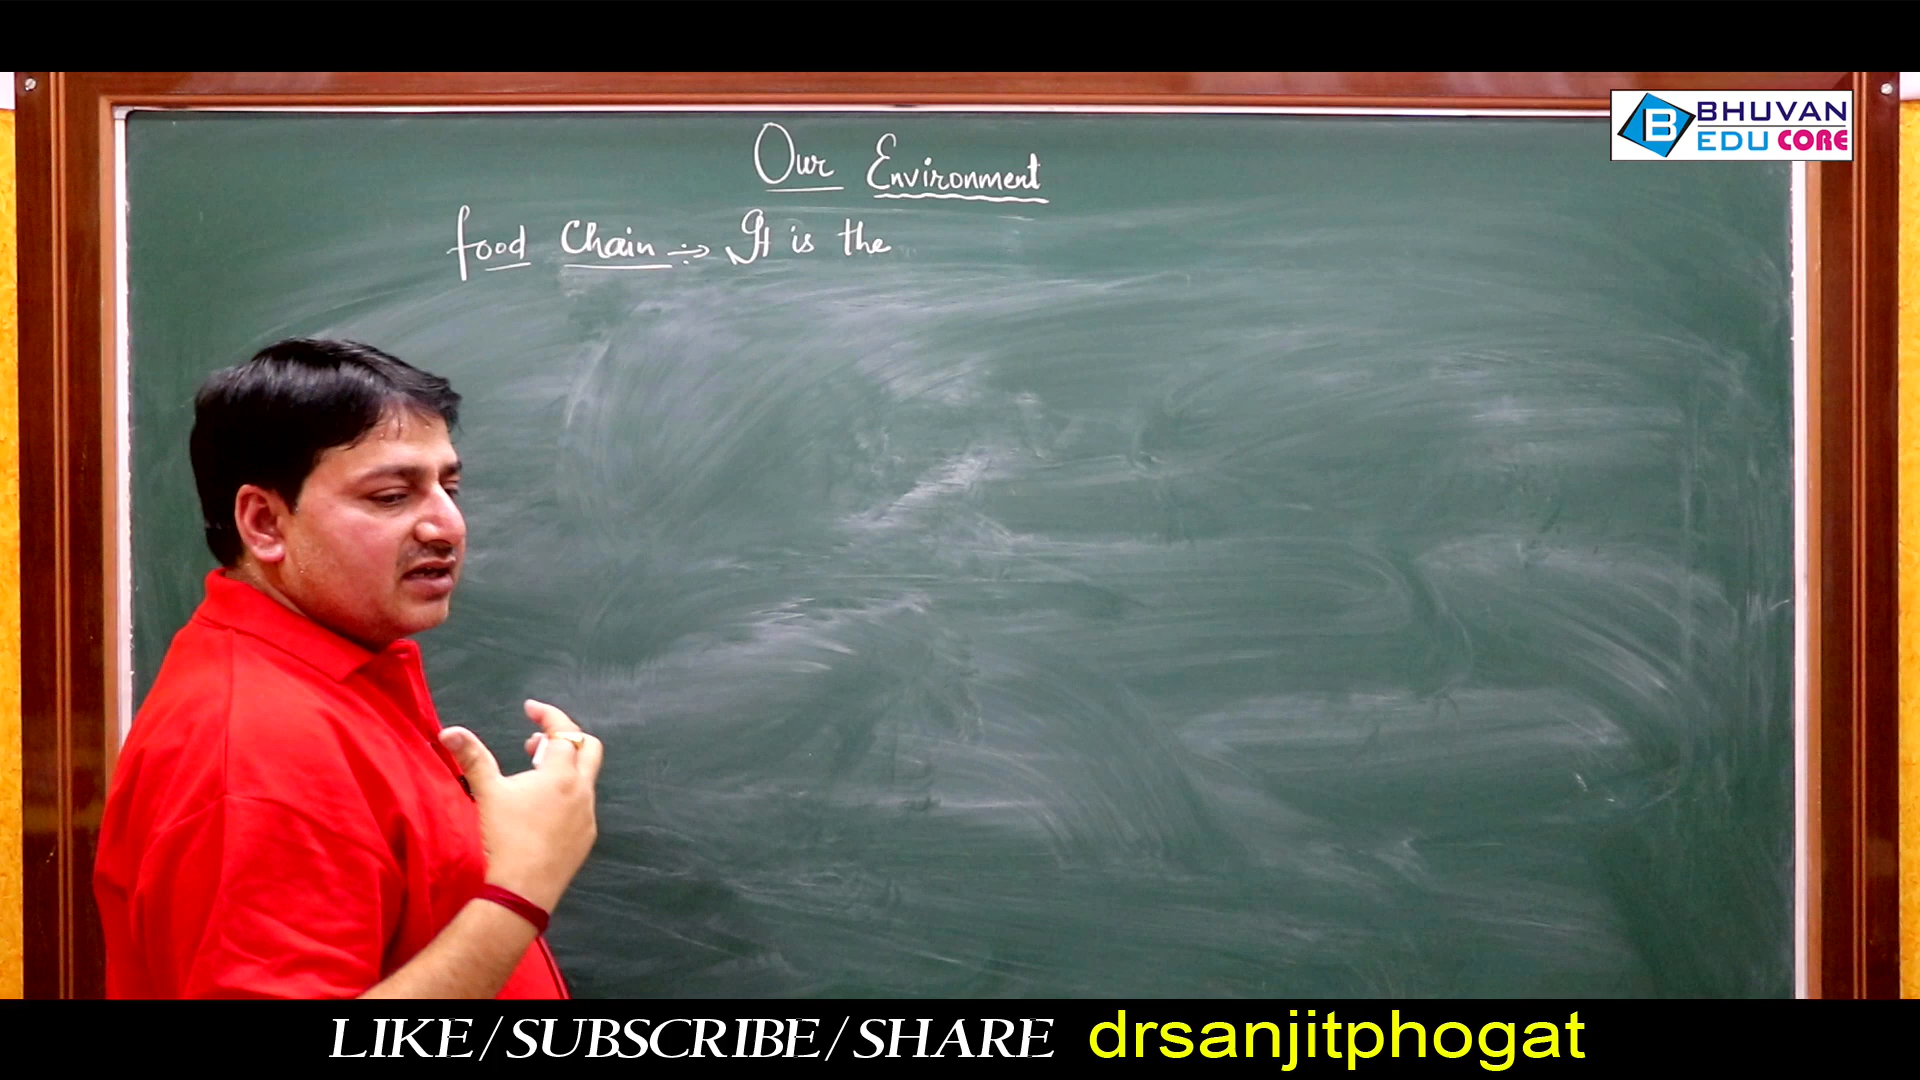 BHUVAN
B EDU CORE
Our Environment
food Chain It is the
LIKE/SUBSCRIBE/SHARE drsanjitphogat